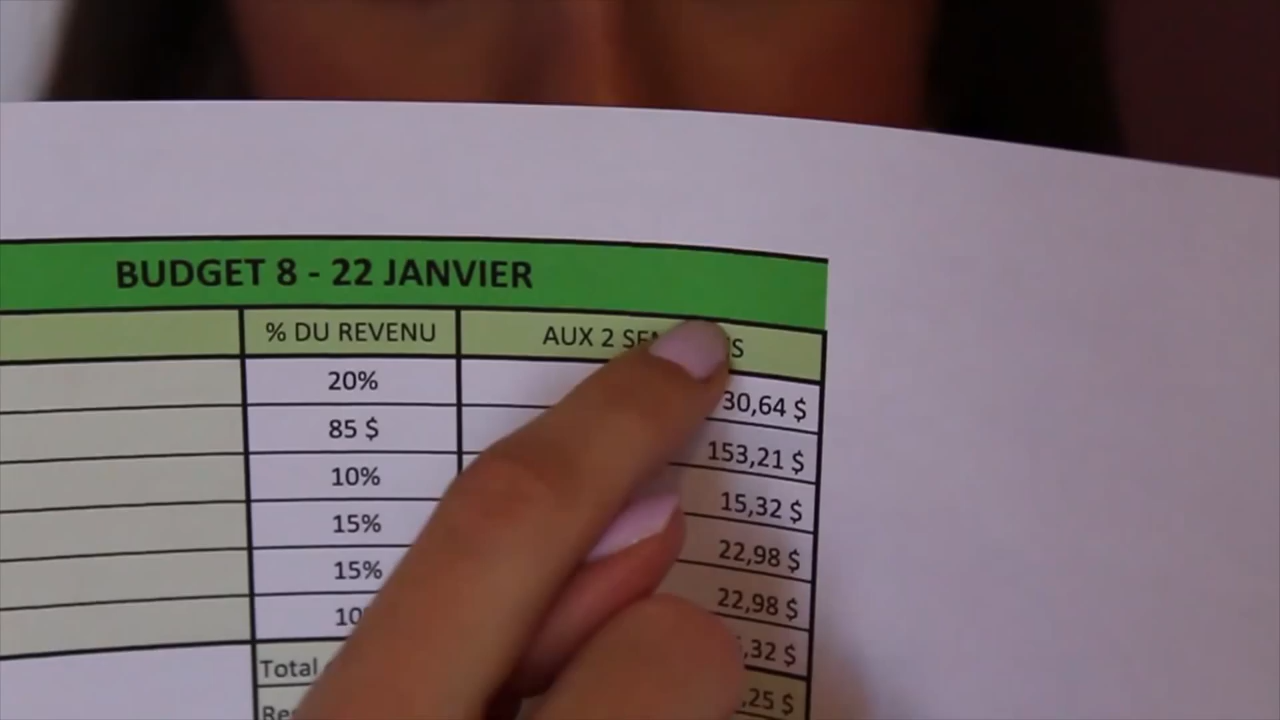 BUDGET 8 - 22 JANVIER
% DU REVENU AUX 2
20% 30,64 $
85 $ 153,21 $
10% 15,32 $
15% 22,98 $
15% 22,98 $
10 ,32 $
Total ,25 $